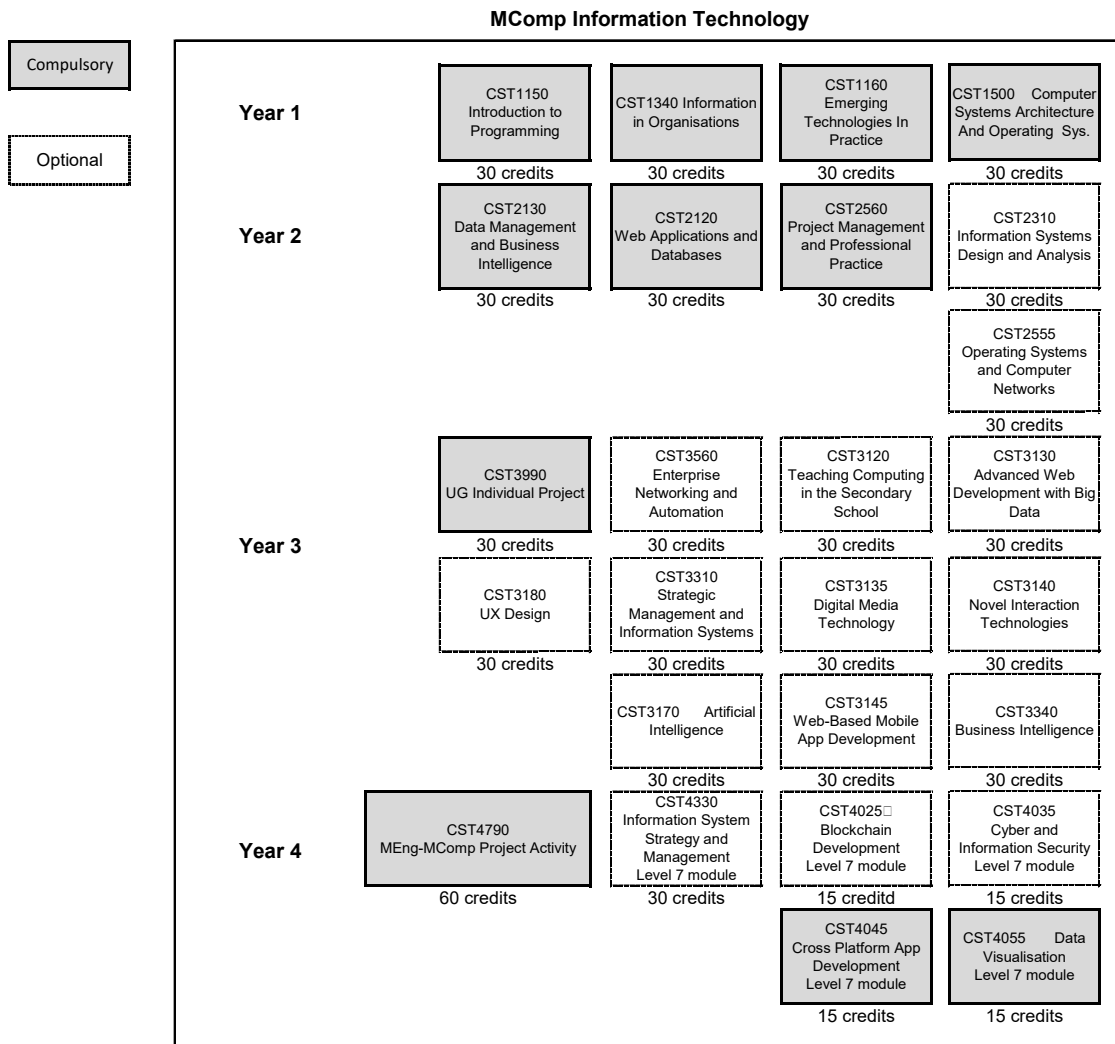 MComp Information Technology
Compulsory
Optional
Year 1
CST1150
Introduction to
Programming
30 credits
CST1340 Information
in Organisations
30 credits
CST1160
Emerging
Technologies In
Practice
30 credits
CST1500 Computer
Systems Architecture
And Operating Sys.
30 credits
Year 2
CST2130
Data Management
and Business
Intelligence
30 credits
CST2120
Web Applications and
Databases
30 credits
CST2560
Project Management
and Professional
Practice
30 credits
CST2310
Information Systems
Design and Analysis
30 credits
CST2555
Operating Systems
and Computer
Networks
30 credits
Year 3
CST3990
UG Individual Project
30 credits
CST3560
Enterprise
Networking and
Automation
30 credits
CST3120
Teaching Computing
in the Secondary
School
30 credits
CST3130
Advanced Web
Development with Big
Data
30 credits
CST3180
UX Design
30 credits
CST3310
Strategic
Management and
Information Systems
30 credits
CST3135
Digital Media
Technology
30 credits
CST3140
Novel Interaction
Technologies
30 credits
CST3170 Artificial
Intelligence
30 credits
CST3145
Web-Based Mobile
App Development
30 credits
CST3340
Business Intelligence
30 credits
Year 4
CST4790
MEng-MComp Project Activity
60 credits
CST4330
Information System
Strategy and
Management
Level 7 module
30 credits
CST4025□
Blockchain
Development
Level 7 module
15 creditd
CST4035
Cyber and
Information Security
Level 7 module
15 credits
CST4045
Cross Platform App
Development
Level 7 module
15 credits
CST4055 Data
Visualisation
Level 7 module
15 credits